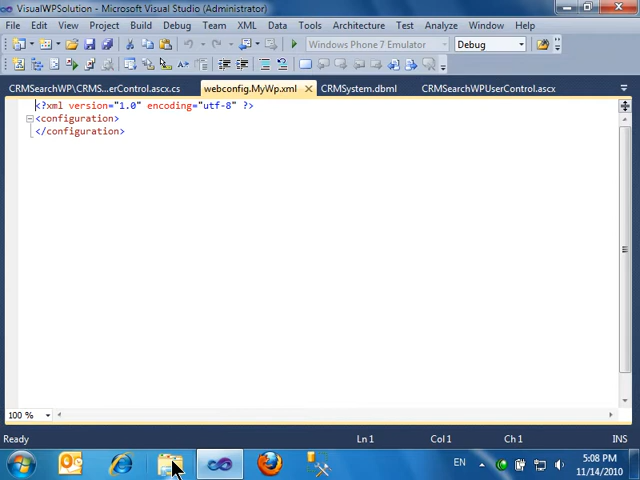 VisualWPSolution - Microsoft Visual Studio (Administrator)
File Edit View Project Build Debug Team XML Data Tools Architecture Test Analyze Window Help
Windows Phone 7 Emulator Debug
CRMSearchWP\CRMS...erControl.ascx.cs webconfig.MyWp.xml CRMSystem.dbml CRMSearchWPUserControl.ascx
<?xml version="1.0" encoding="utf-8" ?>
<configuration>
</configuration>
100 %
Ready Ln 1 Col 1 Ch 1 INS
EN 5:08 PM
11/14/2010